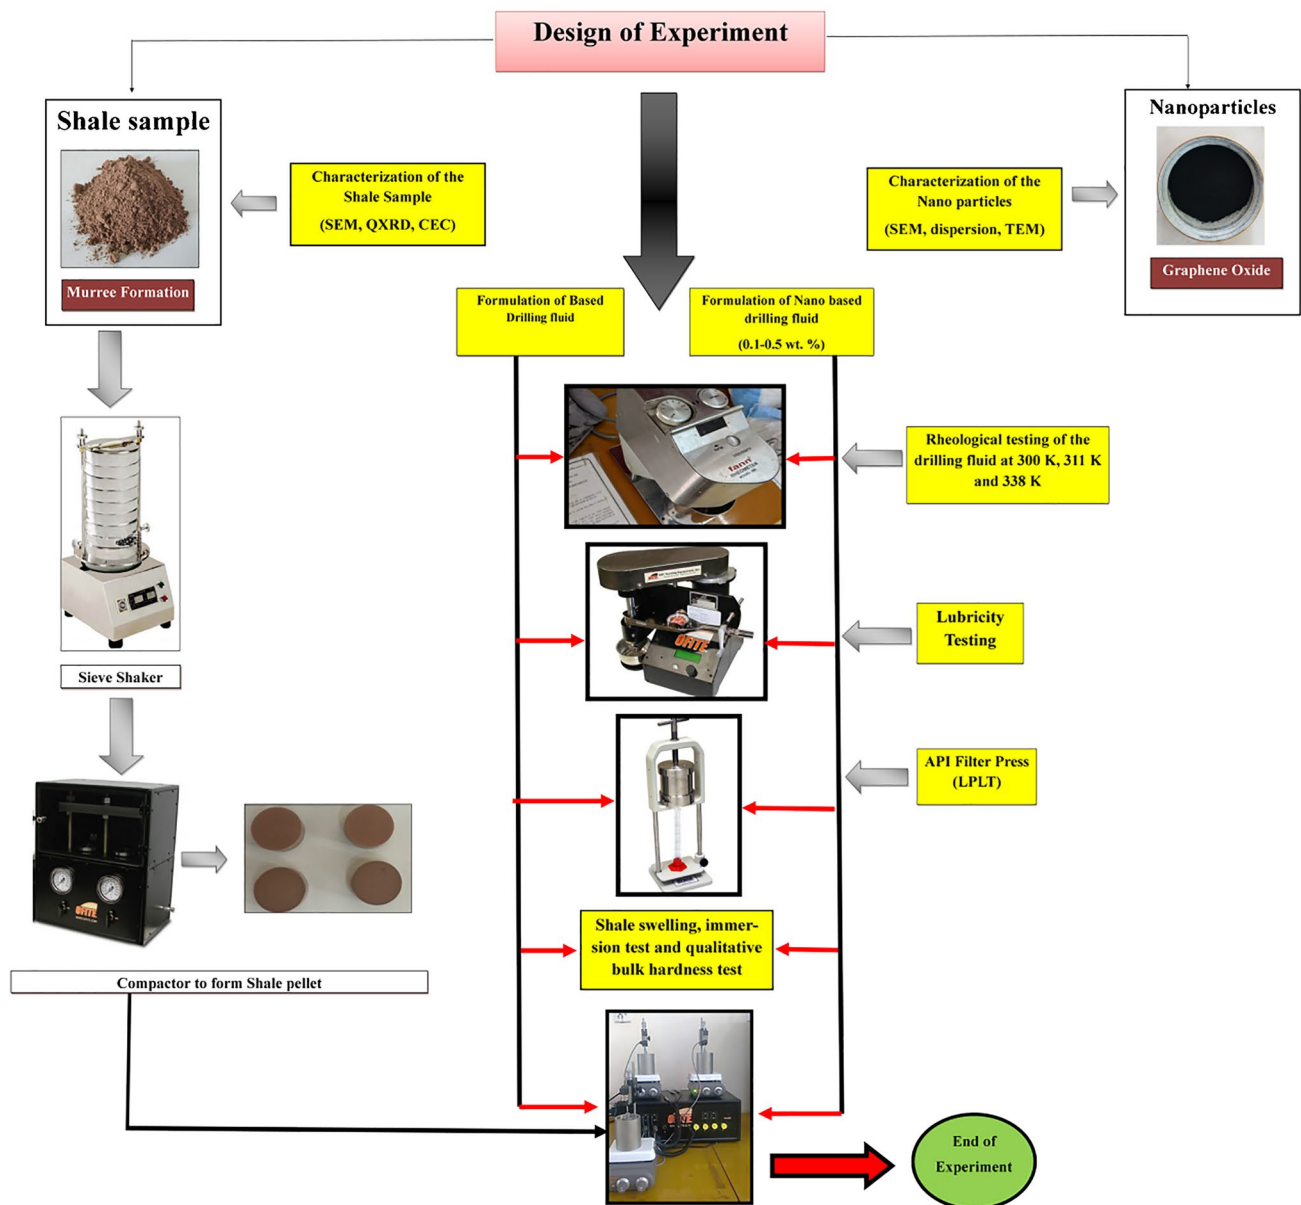 Design of Experiment
Shale sample
Murree Formation
Characterization of the
Shale Sample
(SEM, QXRD, CEC)
Characterization of the
Nano particles
(SEM, dispersion, TEM)
Nanoparticles
Graphene Oxide
Formulation of Based
Drilling fluid
Formulation of Nano based
drilling fluid
(0.1-0.5 wt. %)
Rheological testing of the
drilling fluid at 300 K, 311 K
and 338 K
Sieve Shaker
OFITE
Lubricity
Testing
API Filter Press
(LPLT)
OFITE
Shale swelling, immer-
sion test and qualitative
bulk hardness test
Compactor to form Shale pellet
End of
Experiment